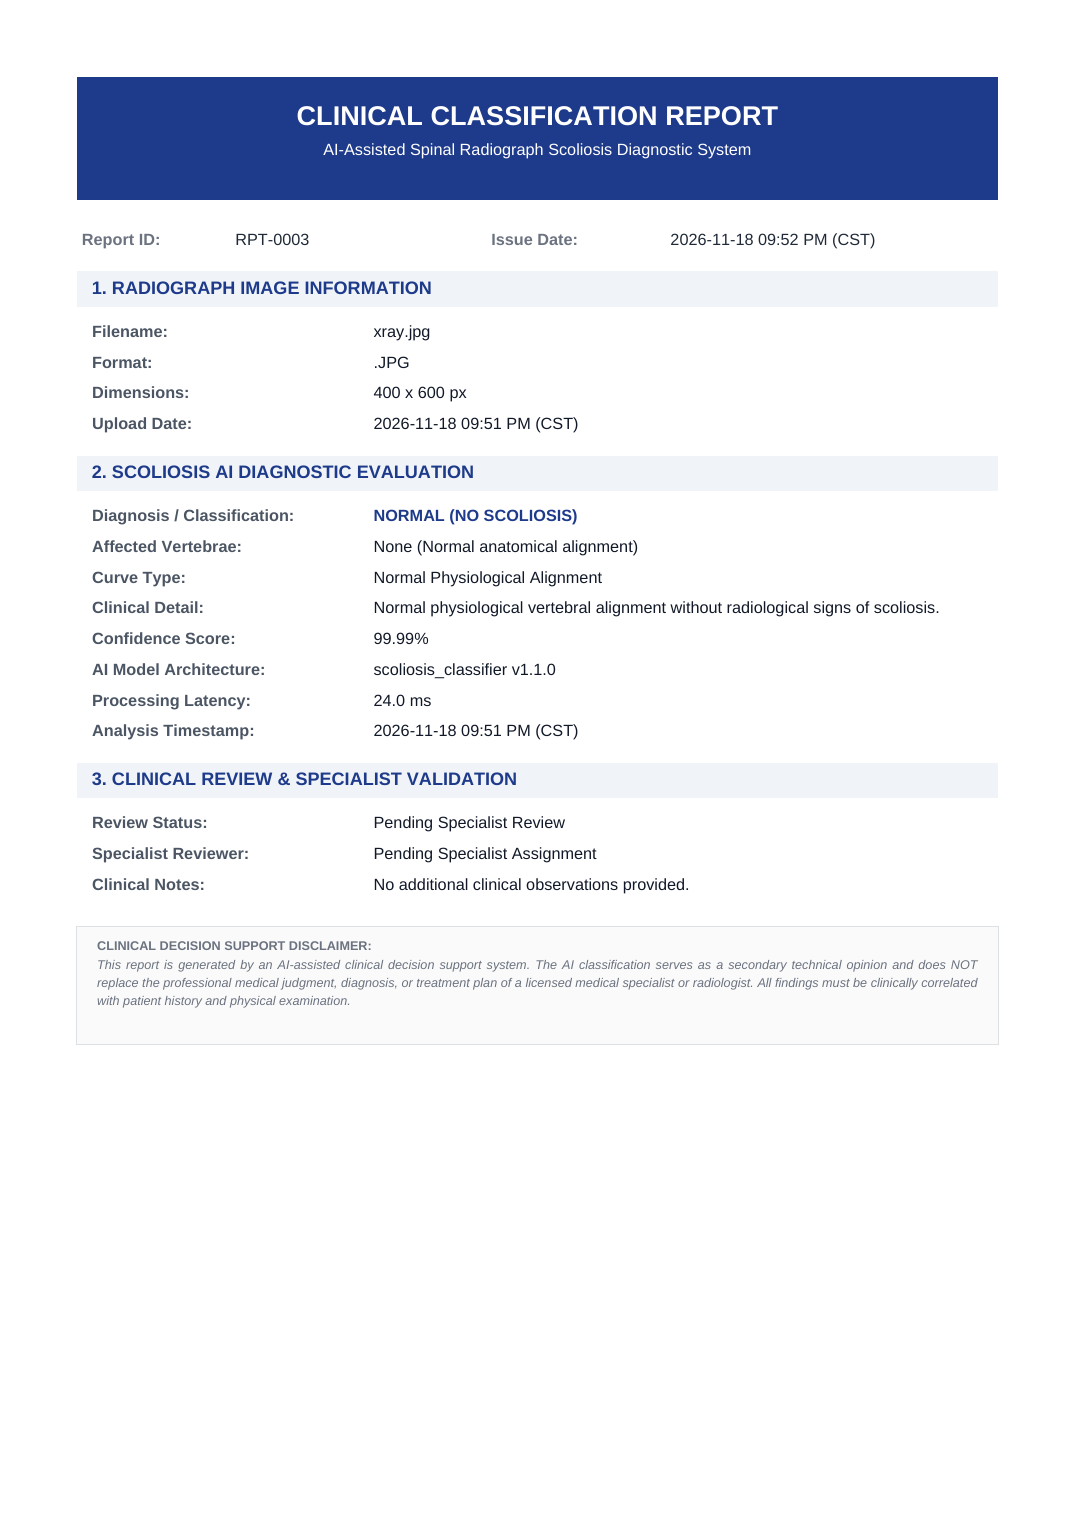 CLINICAL CLASSIFICATION REPORT
AI-Assisted Spinal Radiograph Scoliosis Diagnostic System
Report ID: RPT-0003 Issue Date: 2026-11-18 09:52 PM (CST)
1. RADIOGRAPH IMAGE INFORMATION
Filename: xray.jpg
Format: .JPG
Dimensions: 400 x 600 px
Upload Date: 2026-11-18 09:51 PM (CST)
2. SCOLIOSIS AI DIAGNOSTIC EVALUATION
Diagnosis / Classification: NORMAL (NO SCOLIOSIS)
Affected Vertebrae: None (Normal anatomical alignment)
Curve Type: Normal Physiological Alignment
Clinical Detail: Normal physiological vertebral alignment without radiological signs of scoliosis.
Confidence Score: 99.99%
AI Model Architecture: scoliosis_classifier v1.1.0
Processing Latency: 24.0 ms
Analysis Timestamp: 2026-11-18 09:51 PM (CST)
3. CLINICAL REVIEW & SPECIALIST VALIDATION
Review Status: Pending Specialist Review
Specialist Reviewer: Pending Specialist Assignment
Clinical Notes: No additional clinical observations provided.
CLINICAL DECISION SUPPORT DISCLAIMER:
This report is generated by an AI-assisted clinical decision support system. The AI classification serves as a secondary technical opinion and does NOT
replace the professional medical judgment, diagnosis, or treatment plan of a licensed medical specialist or radiologist. All findings must be clinically correlated
with patient history and physical examination.